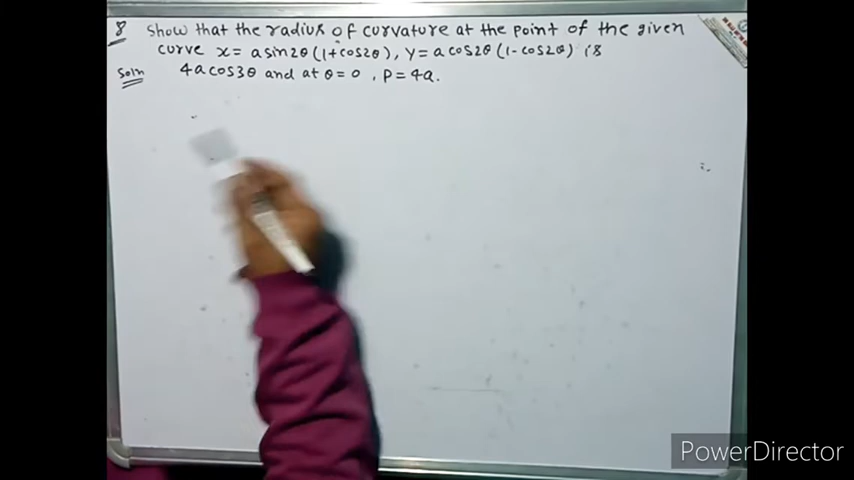 8 Show that the radius of curvature at the point of the given
curve x = a sin2θ (1+cos2θ), y = a cos2θ (1-cos2θ) is
Soln 4a cos3θ and at θ = 0, ρ = 4a.
PowerDirector